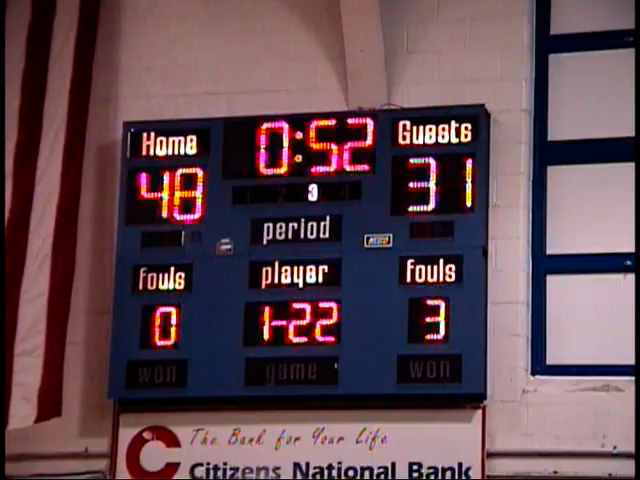 Home 0:52 Guests
48 3 31
period
fouls player fouls
0 1-22 3
won game won
The Bank for Your Life
C Citizens National Bank